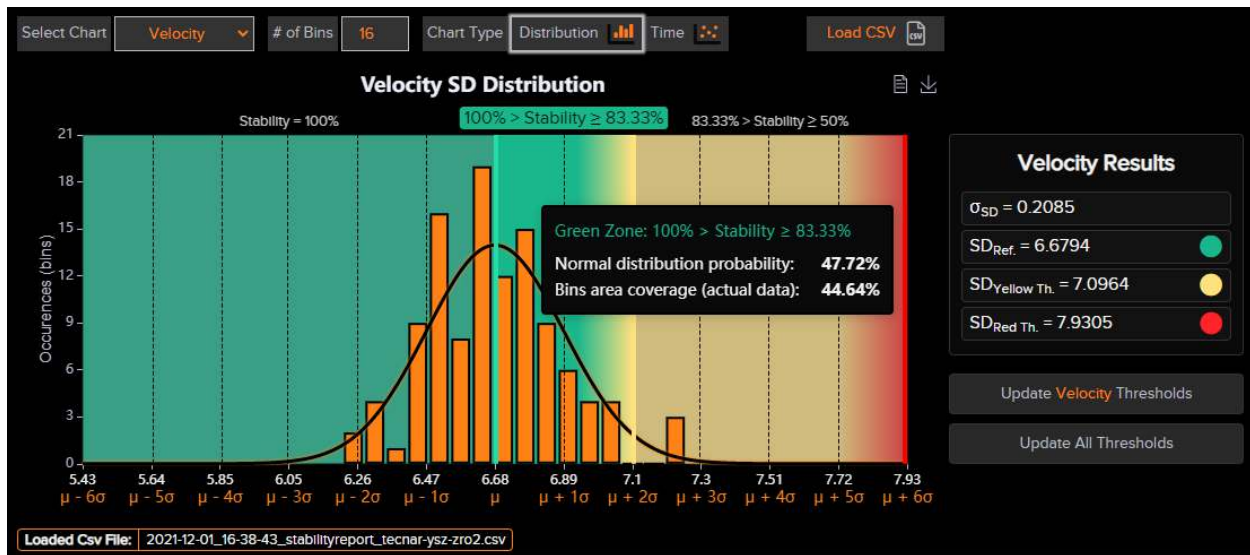 Select Chart Velocity # of Bins 16 Chart Type Distribution Time Load CSV CSV
Velocity SD Distribution
Stability = 100% 100% > Stability ≥ 83.33% 83.33% > Stability ≥ 50%
21
18
15
12
9
6
3
0
Occurences (bins)
Green Zone: 100% > Stability ≥ 83.33%
Normal distribution probability: 47.72%
Bins area coverage (actual data): 44.64%
5.43 5.64 5.85 6.05 6.26 6.47 6.68 6.89 7.1 7.3 7.51 7.72 7.93
μ - 6σ μ - 5σ μ - 4σ μ - 3σ μ - 2σ μ - 1σ μ μ + 1σ μ + 2σ μ + 3σ μ + 4σ μ + 5σ μ + 6σ
Velocity Results
σSD = 0.2085
SDRef. = 6.6794
SDYellow Th. = 7.0964
SDRed Th. = 7.9305
Update Velocity Thresholds
Update All Thresholds
Loaded Csv File: 2021-12-01_16-38-43_stabilityreport_tecnar-ysz-zro2.csv